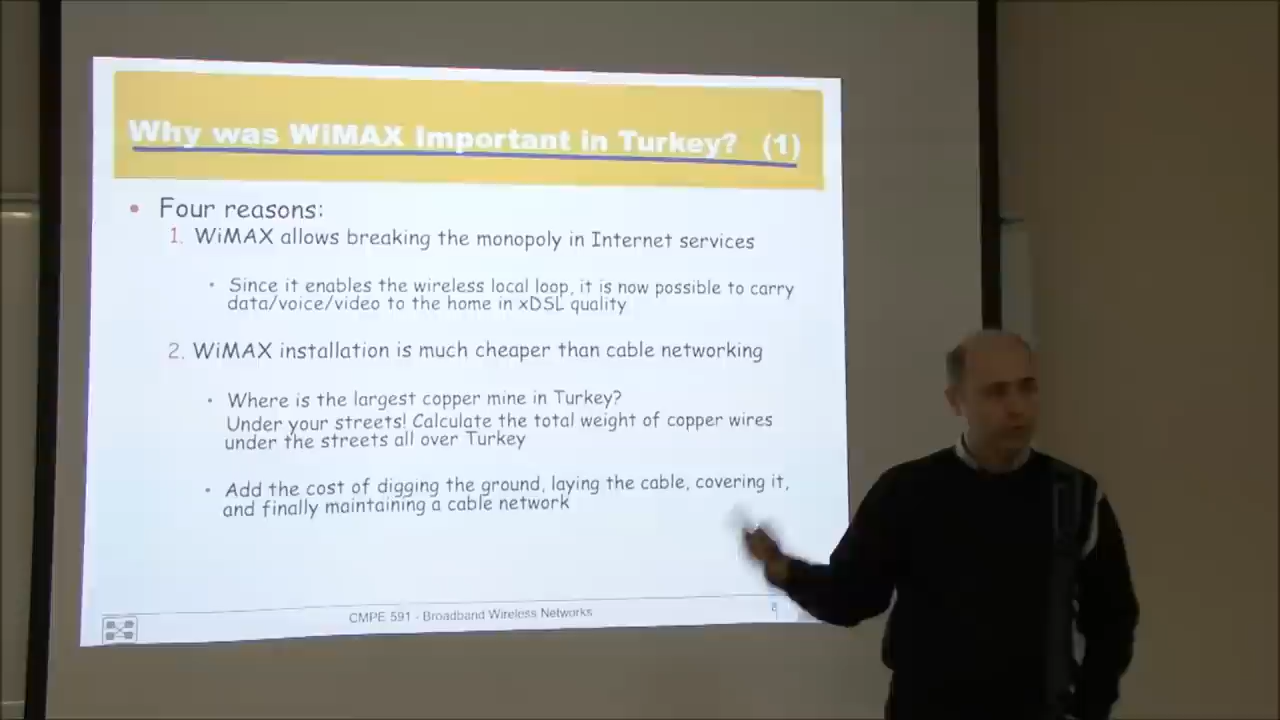 Why was WiMAX Important in Turkey? (1)
• Four reasons:
1. WiMAX allows breaking the monopoly in Internet services
• Since it enables the wireless local loop, it is now possible to carry
data/voice/video to the home in xDSL quality
2. WiMAX installation is much cheaper than cable networking
• Where is the largest copper mine in Turkey?
Under your streets! Calculate the total weight of copper wires
under the streets all over Turkey
• Add the cost of digging the ground, laying the cable, covering it,
and finally maintaining a cable network
CMPE 591 - Broadband Wireless Networks